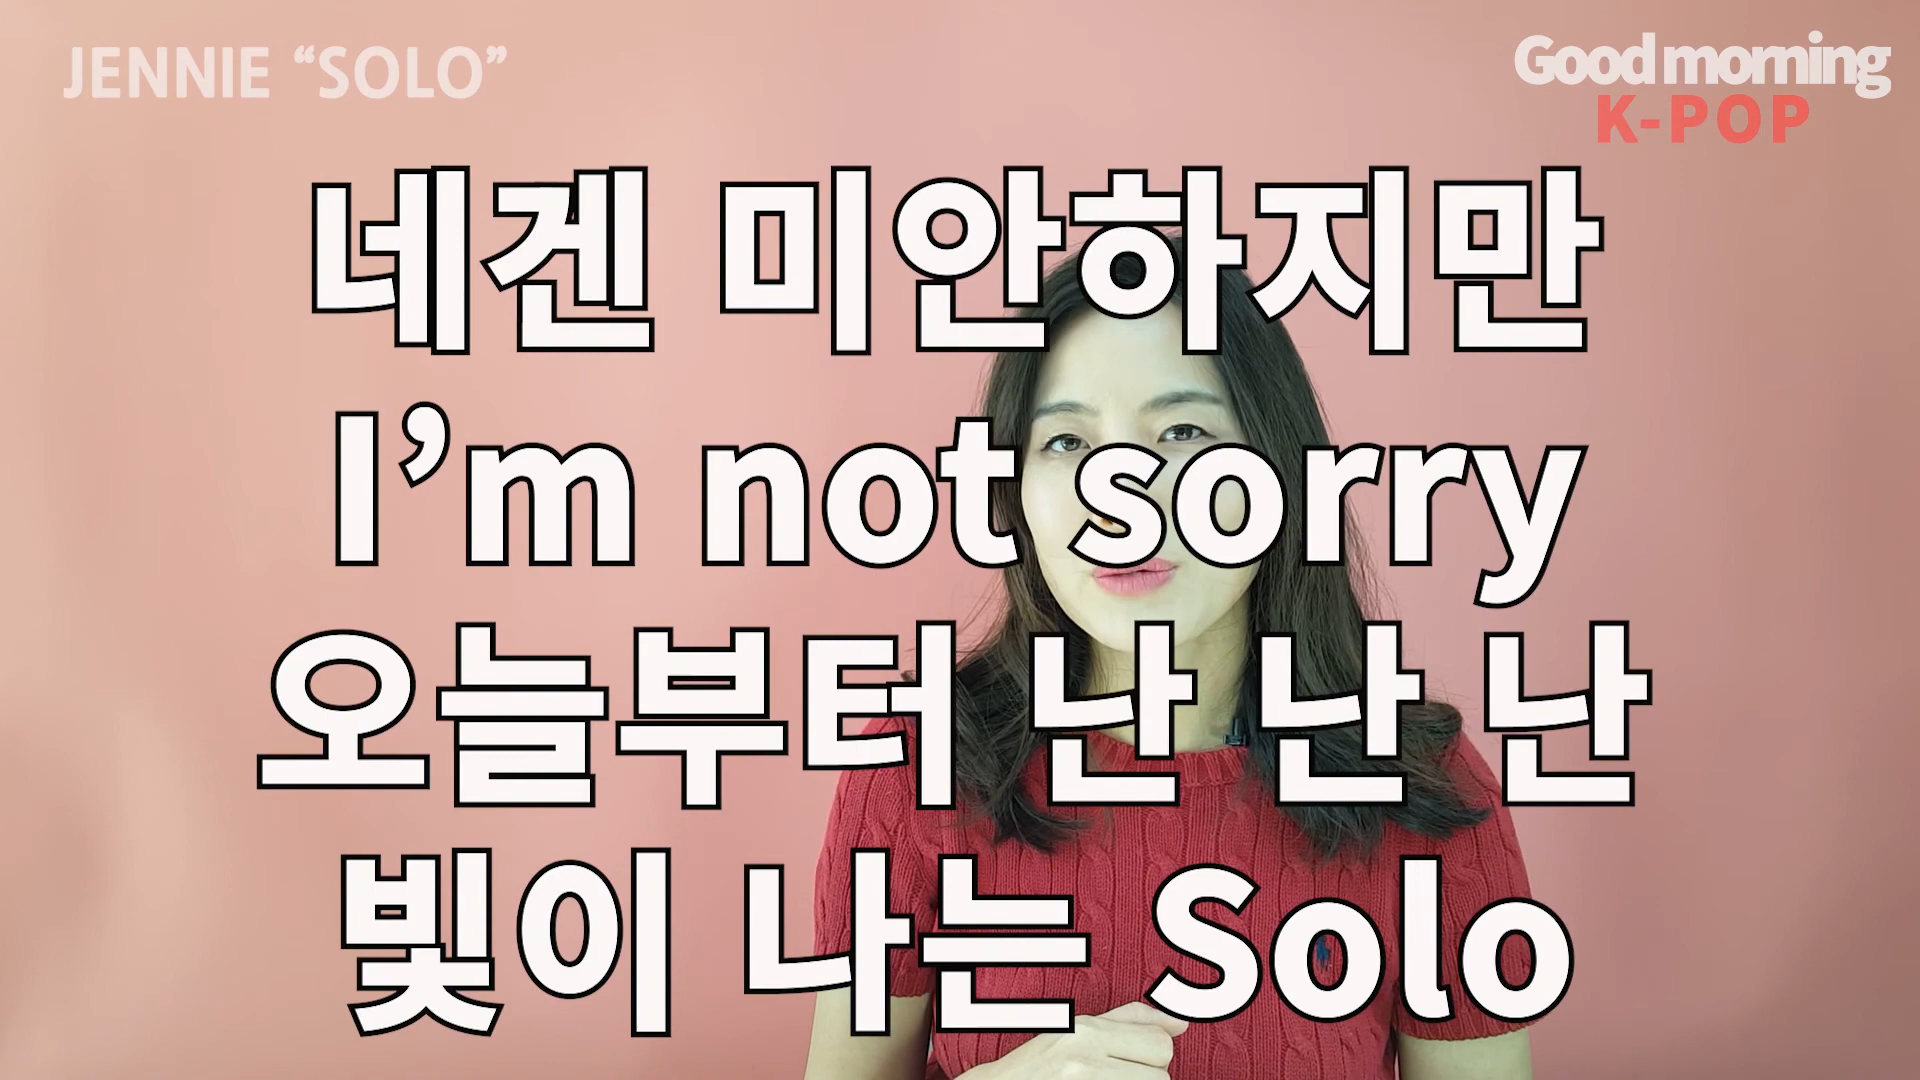 JENNIE “SOLO”
Good morning
K-POP
네겐 미안하지만
I’m not sorry
오늘부터 난 난 난
빛이 나는 Solo